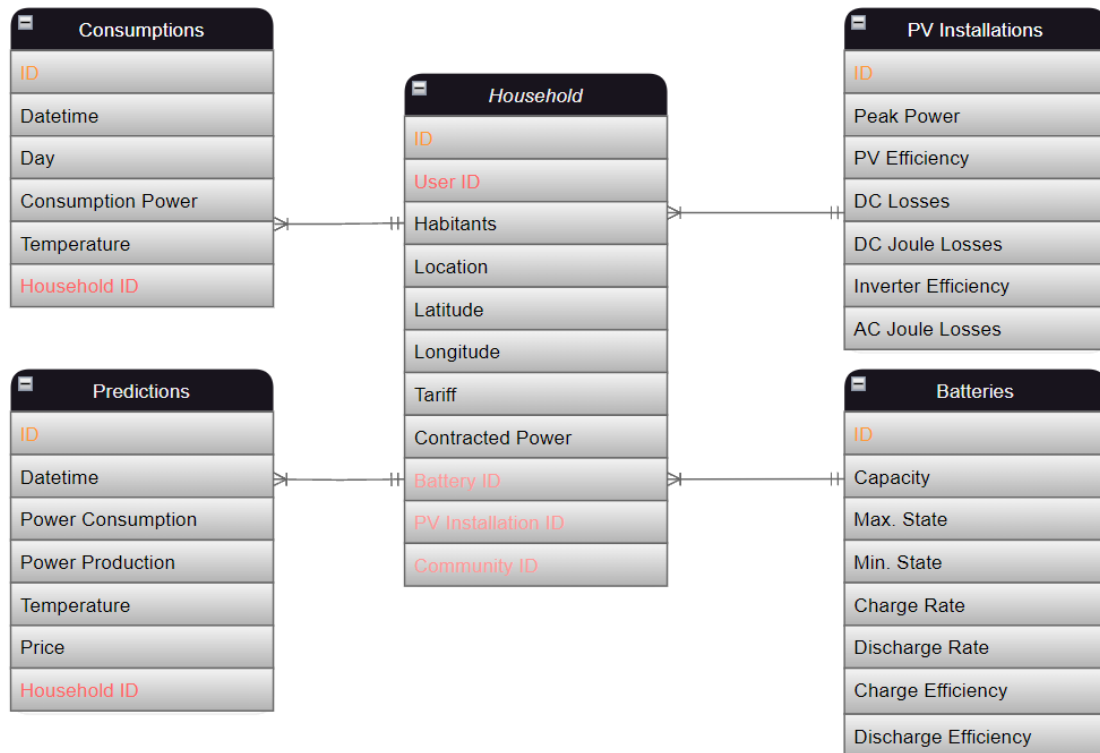 Consumptions
ID
Datetime
Day
Consumption Power
Temperature
Household ID
Predictions
ID
Datetime
Power Consumption
Power Production
Temperature
Price
Household ID
Household
ID
User ID
Habitants
Location
Latitude
Longitude
Tariff
Contracted Power
Battery ID
PV Installation ID
Community ID
PV Installations
ID
Peak Power
PV Efficiency
DC Losses
DC Joule Losses
Inverter Efficiency
AC Joule Losses
Batteries
ID
Capacity
Max. State
Min. State
Charge Rate
Discharge Rate
Charge Efficiency
Discharge Efficiency